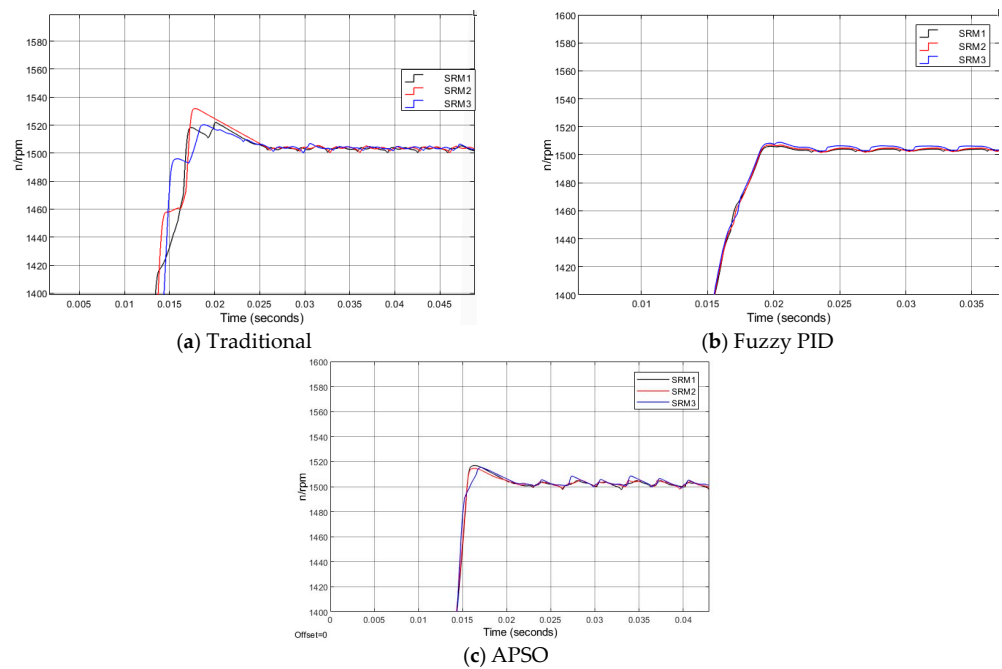 1580
1560
1540
1520
1500
1480
1460
1440
1420
1400
n/rpm
SRM1
SRM2
SRM3
0.005 0.01 0.015 0.02 0.025 0.03 0.035 0.04 0.045
Time (seconds)
(a) Traditional
1600
1580
1560
1540
1520
1500
1480
1460
1440
1420
1400
n/rpm
SRM1
SRM2
SRM3
0.01 0.015 0.02 0.025 0.03 0.035
Time (seconds)
(b) Fuzzy PID
1600
1580
1560
1540
1520
1500
1480
1460
1440
1420
1400
n/rpm
SRM1
SRM2
SRM3
0 0.005 0.01 0.015 0.02 0.025 0.03 0.035 0.04
Offset=0
Time (seconds)
(c) APSO